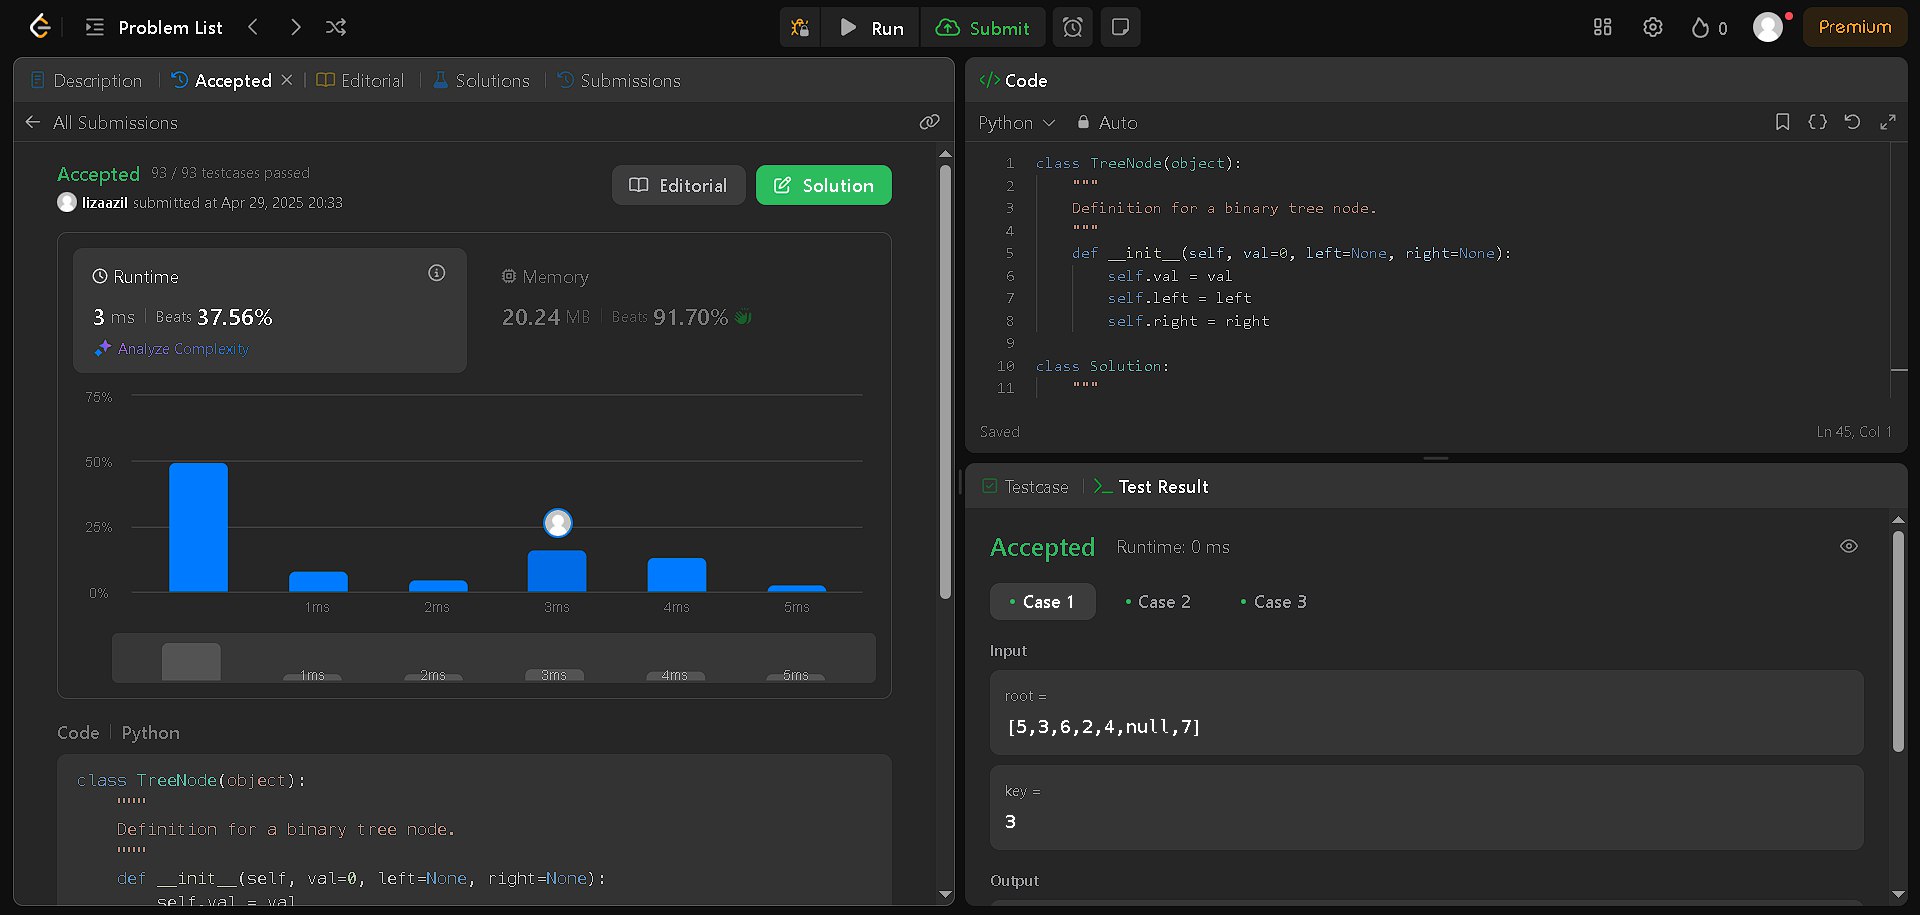 Problem List
Run
Submit
0
Premium
Description
Accepted
Editorial
Solutions
Submissions
All Submissions
Accepted 93 / 93 testcases passed
lizaazil submitted at Apr 29, 2025 20:33
Editorial
Solution
Runtime
3 ms Beats 37.56%
Analyze Complexity
Memory
20.24 MB Beats 91.70%
75%
50%
25%
0%
1ms 2ms 3ms 4ms 5ms
1ms 2ms 3ms 4ms 5ms
Code Python
class TreeNode(object):
"""
Definition for a binary tree node.
"""
def __init__(self, val=0, left=None, right=None):
self.val = val
Code
Python Auto
1 class TreeNode(object):
2 """
3 Definition for a binary tree node.
4 """
5 def __init__(self, val=0, left=None, right=None):
6 self.val = val
7 self.left = left
8 self.right = right
9
10 class Solution:
11 """
Saved Ln 45, Col 1
Testcase
>_ Test Result
Accepted Runtime: 0 ms
Case 1 Case 2 Case 3
Input
root =
[5,3,6,2,4,null,7]
key =
3
Output